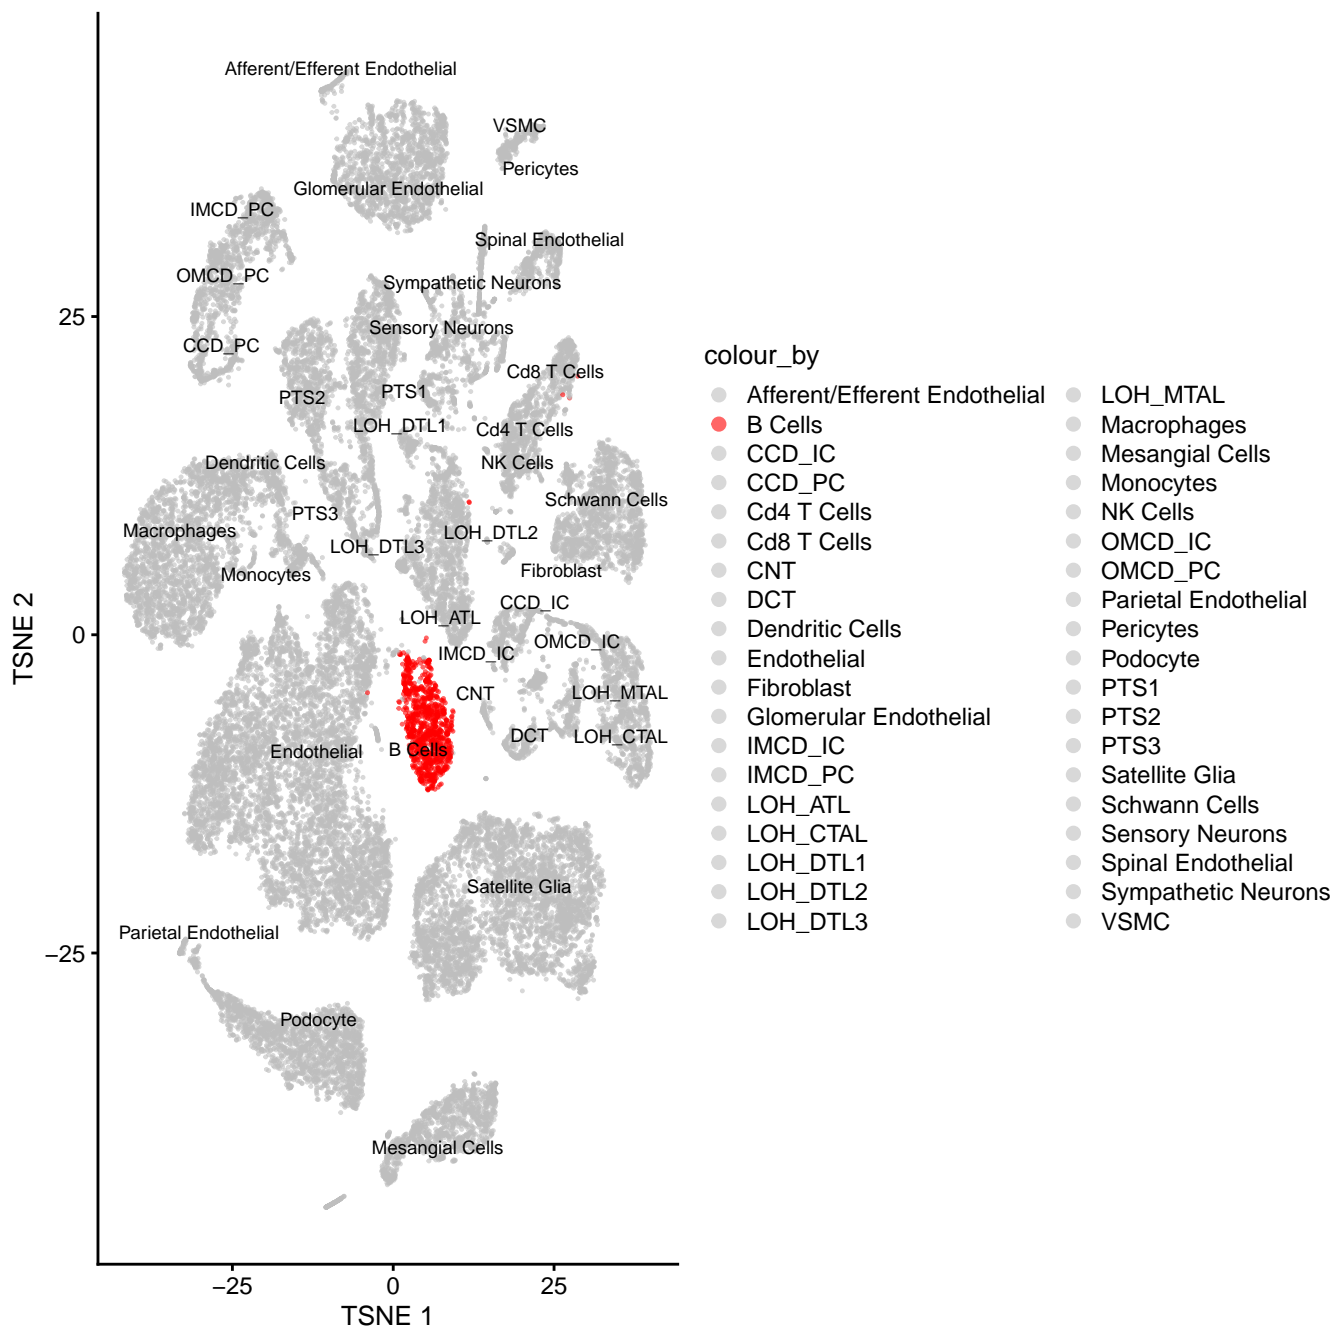 Afferent/Efferent Endothelial
VSMC
Pericytes
Glomerular Endothelial
IMCD_PC
Spinal Endothelial
OMCD_PC
Sympathetic Neurons
25
Sensory Neurons
CCD_PC
Cd8 T Cells
PTS1
PTS2
LOH_DTL1
Cd4 T Cells
Dendritic Cells
NK Cells
Schwann Cells
PTS3
Macrophages
LOH_DTL2
LOH_DTL3
Monocytes
Fibroblast
CCD_IC
LOH_ATL
0
OMCD_IC
IMCD_IC
CNT
LOH_MTAL
DCT
LOH_CTAL
Endothelial
B Cells
Satellite Glia
Parietal Endothelial
−25
Podocyte
Mesangial Cells
TSNE 2
−25
0
25
TSNE 1
colour_by
Afferent/Efferent Endothelial
B Cells
CCD_IC
CCD_PC
Cd4 T Cells
Cd8 T Cells
CNT
DCT
Dendritic Cells
Endothelial
Fibroblast
Glomerular Endothelial
IMCD_IC
IMCD_PC
LOH_ATL
LOH_CTAL
LOH_DTL1
LOH_DTL2
LOH_DTL3
LOH_MTAL
Macrophages
Mesangial Cells
Monocytes
NK Cells
OMCD_IC
OMCD_PC
Parietal Endothelial
Pericytes
Podocyte
PTS1
PTS2
PTS3
Satellite Glia
Schwann Cells
Sensory Neurons
Spinal Endothelial
Sympathetic Neurons
VSMC